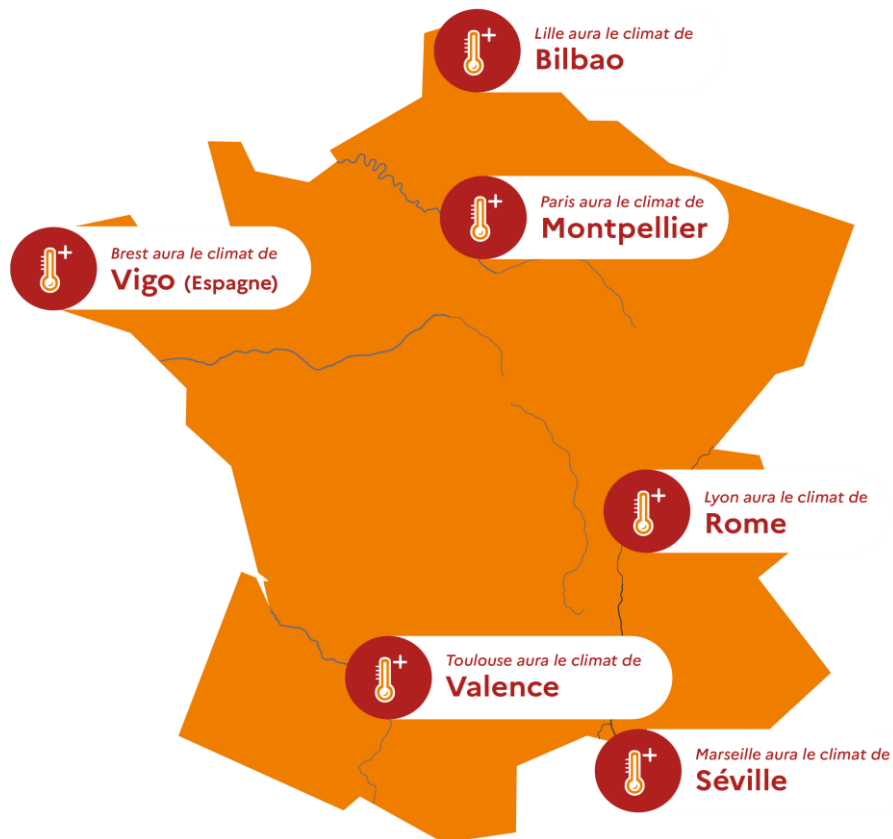 Lille aura le climat de
Bilbao
Paris aura le climat de
Montpellier
Brest aura le climat de
Vigo (Espagne)
Lyon aura le climat de
Rome
Toulouse aura le climat de
Valence
Marseille aura le climat de
Séville